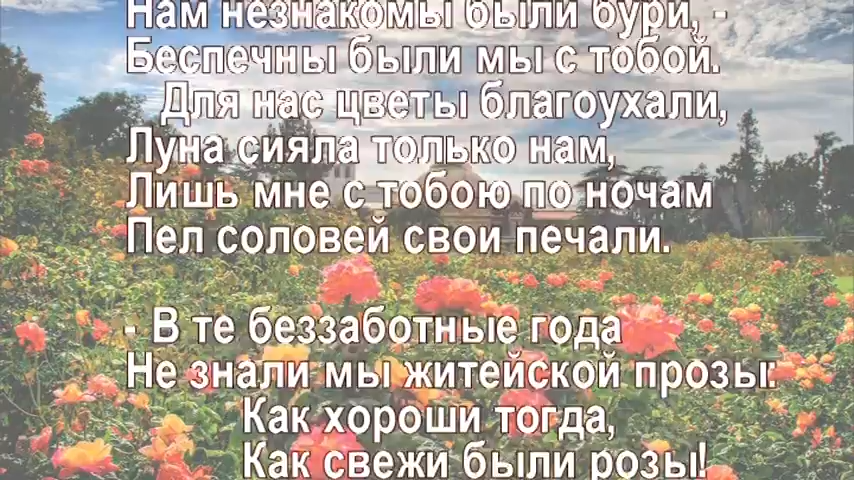 Нам незнакомы были бури, -
Беспечны были мы с тобой.
Для нас цветы благоухали,
Луна сияла только нам,
Лишь мне с тобою по ночам
Пел соловей свои печали.
- В те беззаботные года
Не знали мы житейской прозы:
Как хороши тогда,
Как свежи были розы!